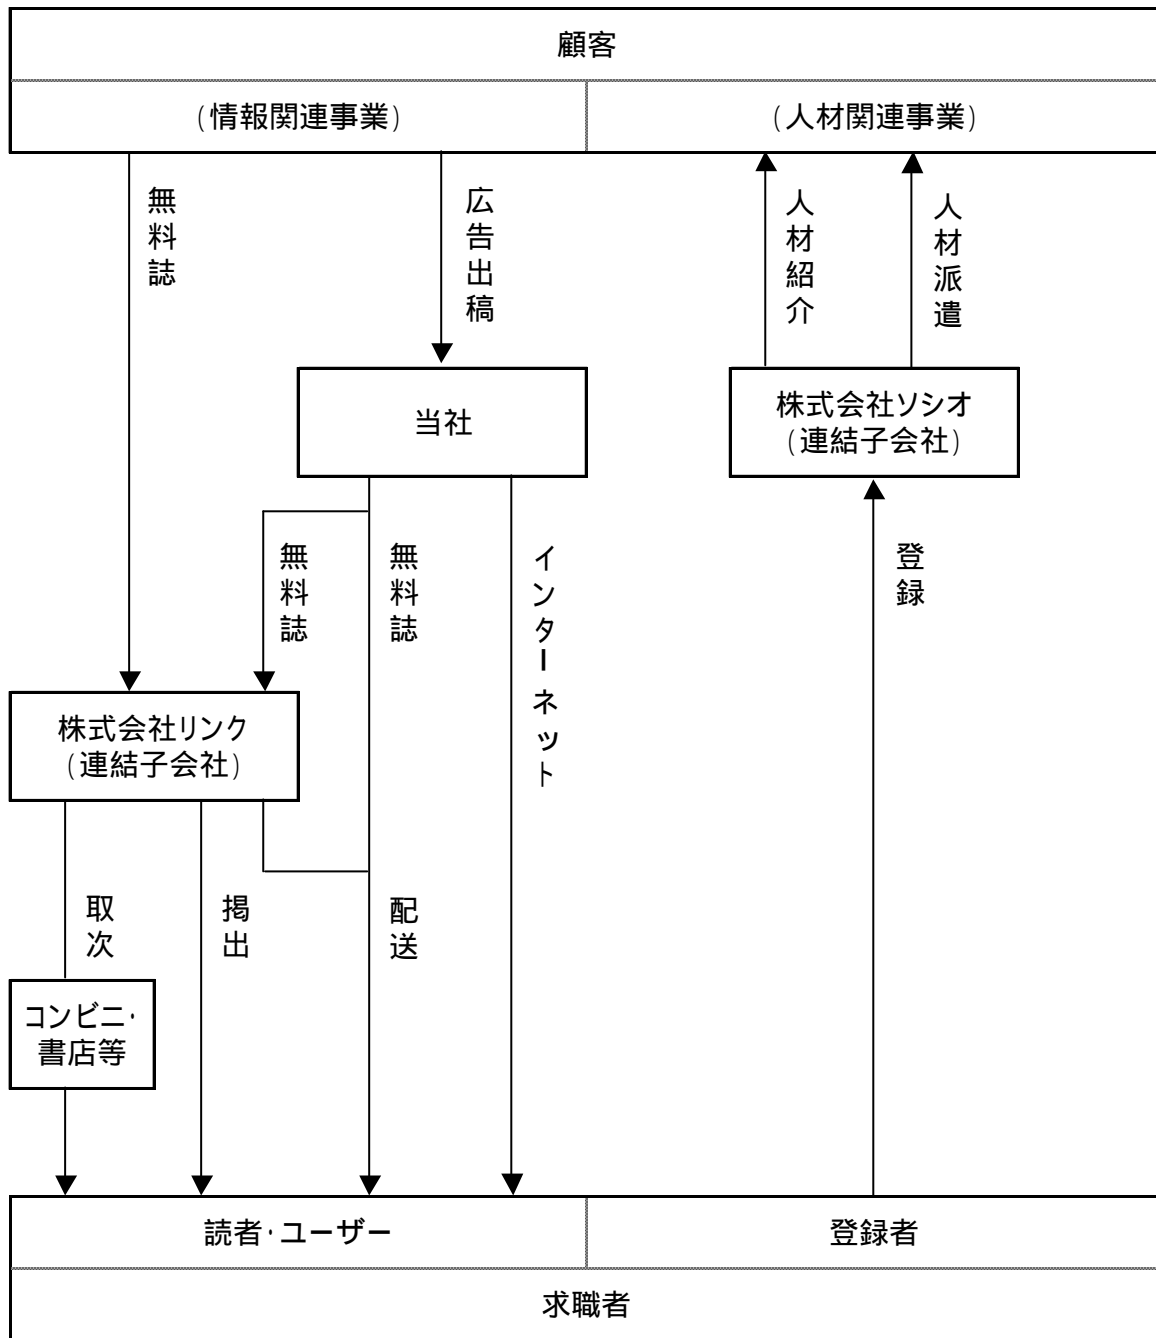 顧客
(情報関連事業)
(人材関連事業)
無料誌
広告出稿
人材紹介
人材派遣
当社
株式会社ソシオ
(連結子会社)
無料誌
無料誌
インターネット
登録
株式会社リンク
(連結子会社)
取次
掲出
配送
コンビニ・
書店等
読者・ユーザー
登録者
求職者